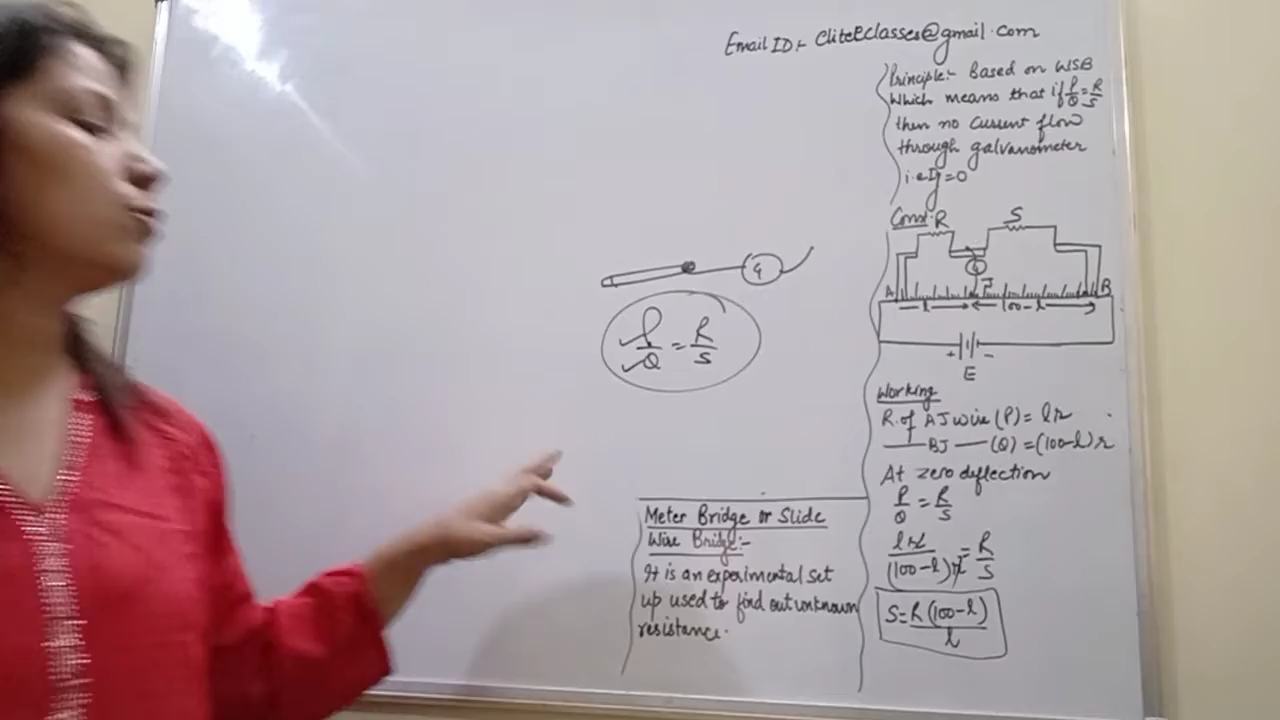 Email ID:- EliteEclasses@gmail.com
Principle:- Based on WSB
Which means that if P/Q = R/S
then no current flow
through galvanometer
i.e Ig = 0
Const. R
S
G
A
J
B
l
100-l
+ -
E
G
P/Q = R/S
Working
R. of AJ wire (P) = lr
BJ (Q) = (100-l)r
At zero deflection
P/Q = R/S
lr/(100-l)r = R/S
S = R(100-l)/l
Meter Bridge or Slide
Wire Bridge:-
It is an experimental set
up used to find out unknown
resistance.